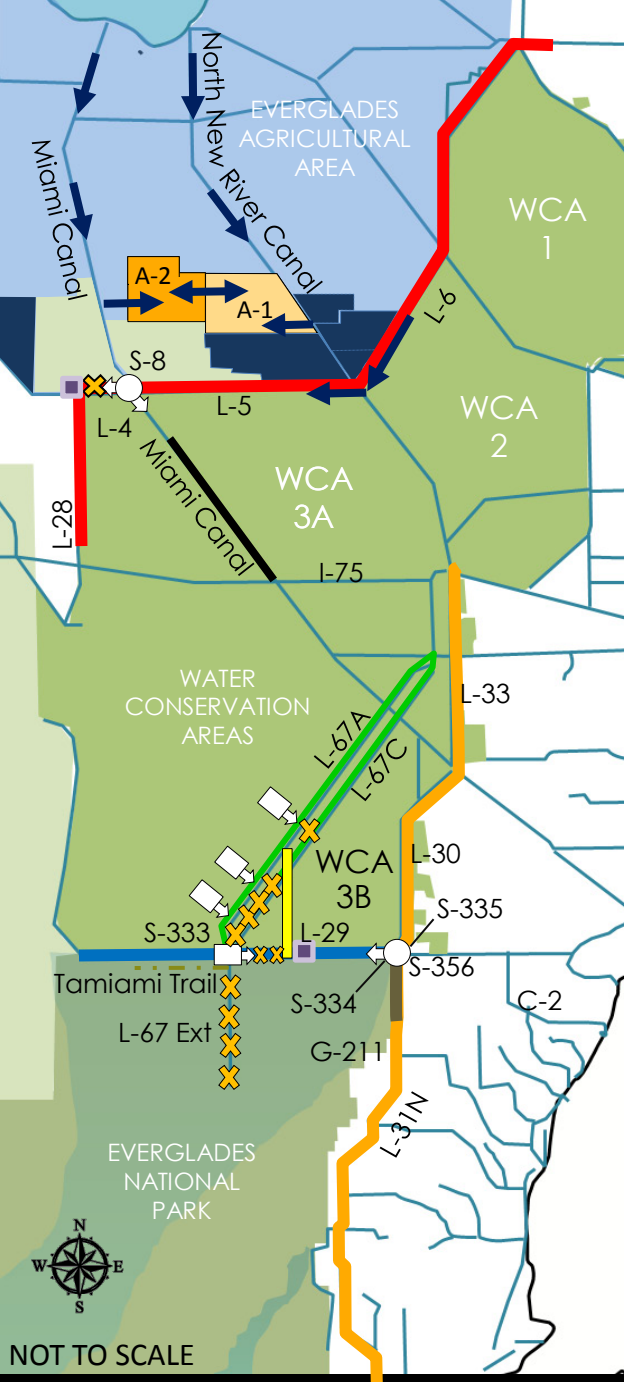 North New River Canal
EVERGLADES
AGRICULTURAL
AREA
Miami Canal
WCA
1
A-2
A-1
L-6
S-8
L-5
L-4
WCA
2
WCA
3A
Miami Canal
L-28
I-75
WATER
CONSERVATION
AREAS
L-33
L-67A
L-67C
WCA
3B
L-30
S-333
L-29
S-335
S-356
Tamiami Trail
S-334
C-2
L-67 Ext
G-211
L-31N
EVERGLADES
NATIONAL
PARK
N
W
E
S
NOT TO SCALE